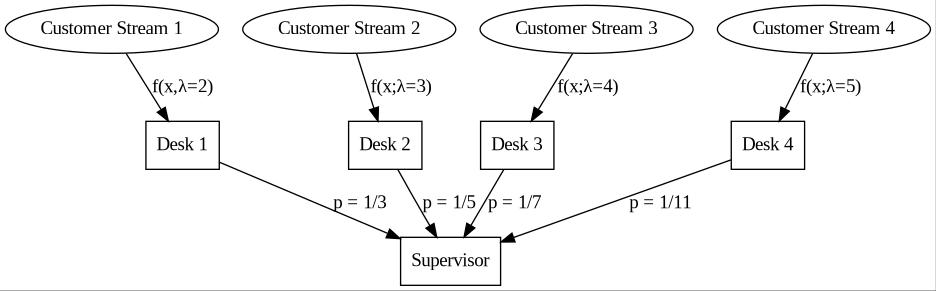 Customer Stream 1
Customer Stream 2
Customer Stream 3
Customer Stream 4
f(x,λ=2)
f(x;λ=3)
f(x;λ=4)
f(x;λ=5)
Desk 1
Desk 2
Desk 3
Desk 4
p = 1/3
p = 1/5
p = 1/7
p = 1/11
Supervisor